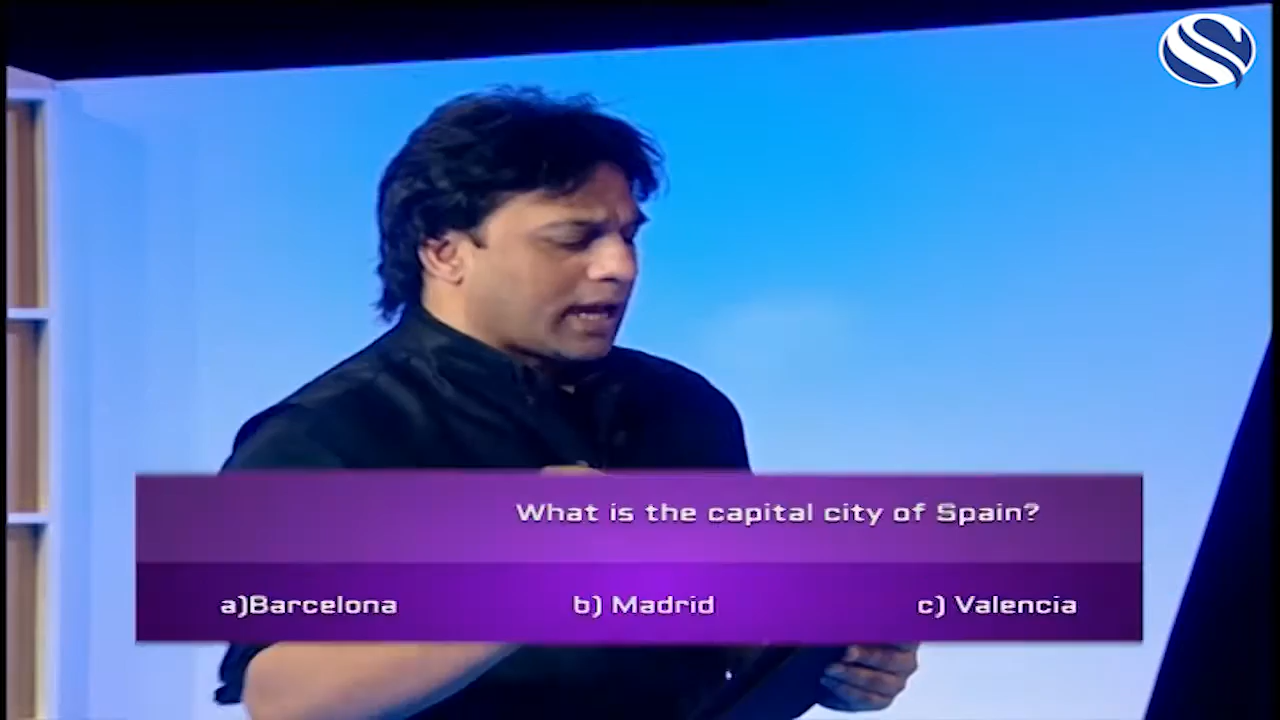 What is the capital city of Spain?
a)Barcelona b) Madrid c) Valencia